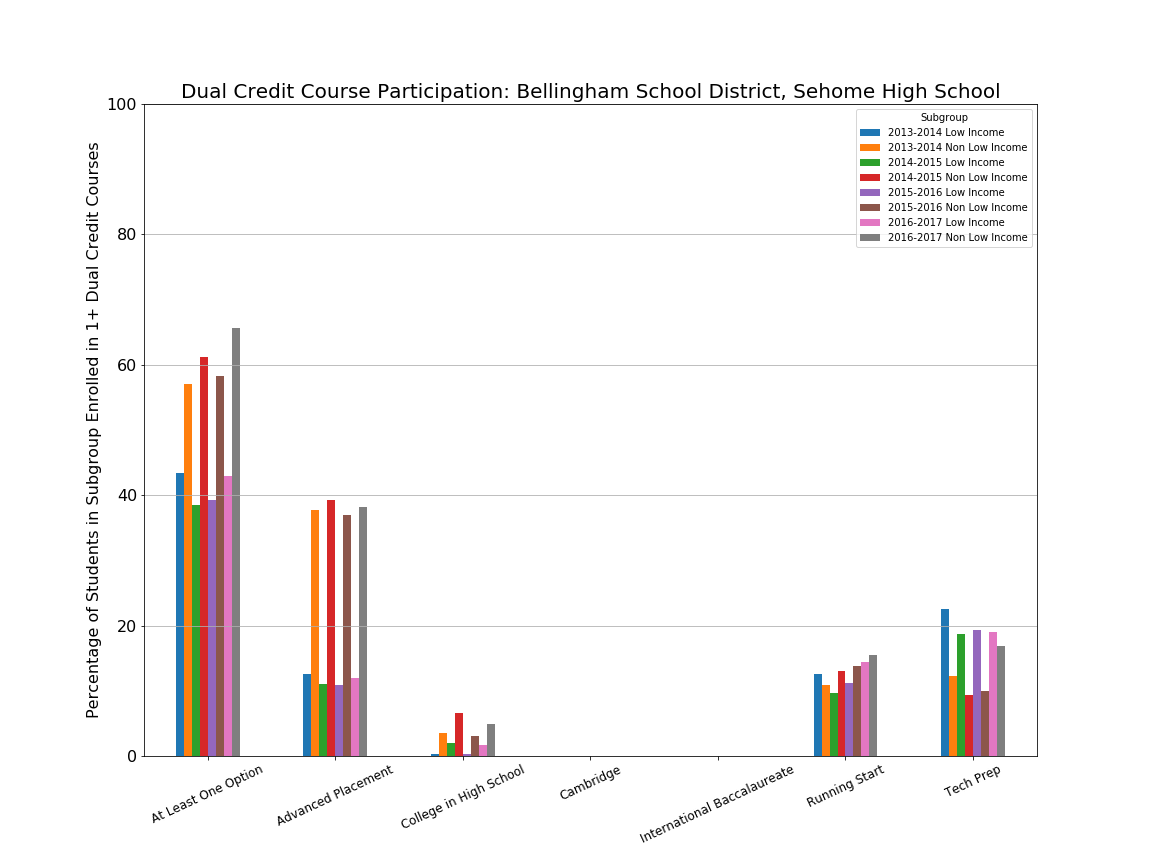 Dual Credit Course Participation: Bellingham School District, Sehome High School
Percentage of Students in Subgroup Enrolled in 1+ Dual Credit Courses
100
80
60
40
20
0
Subgroup
2013-2014 Low Income
2013-2014 Non Low Income
2014-2015 Low Income
2014-2015 Non Low Income
2015-2016 Low Income
2015-2016 Non Low Income
2016-2017 Low Income
2016-2017 Non Low Income
At Least One Option
Advanced Placement
College in High School
Cambridge
International Baccalaureate
Running Start
Tech Prep